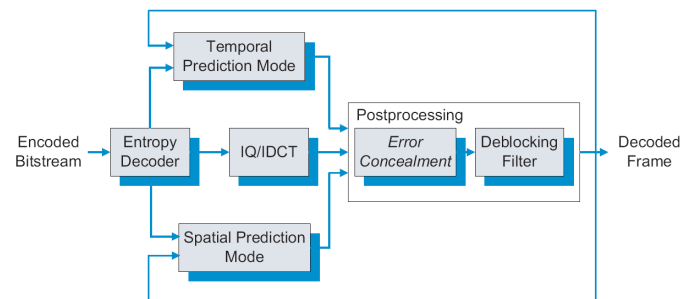 Temporal
Prediction Mode
Postprocessing
Encoded
Bitstream
Entropy
Decoder
IQ/IDCT
Error
Concealment
Deblocking
Filter
Decoded
Frame
Spatial Prediction
Mode